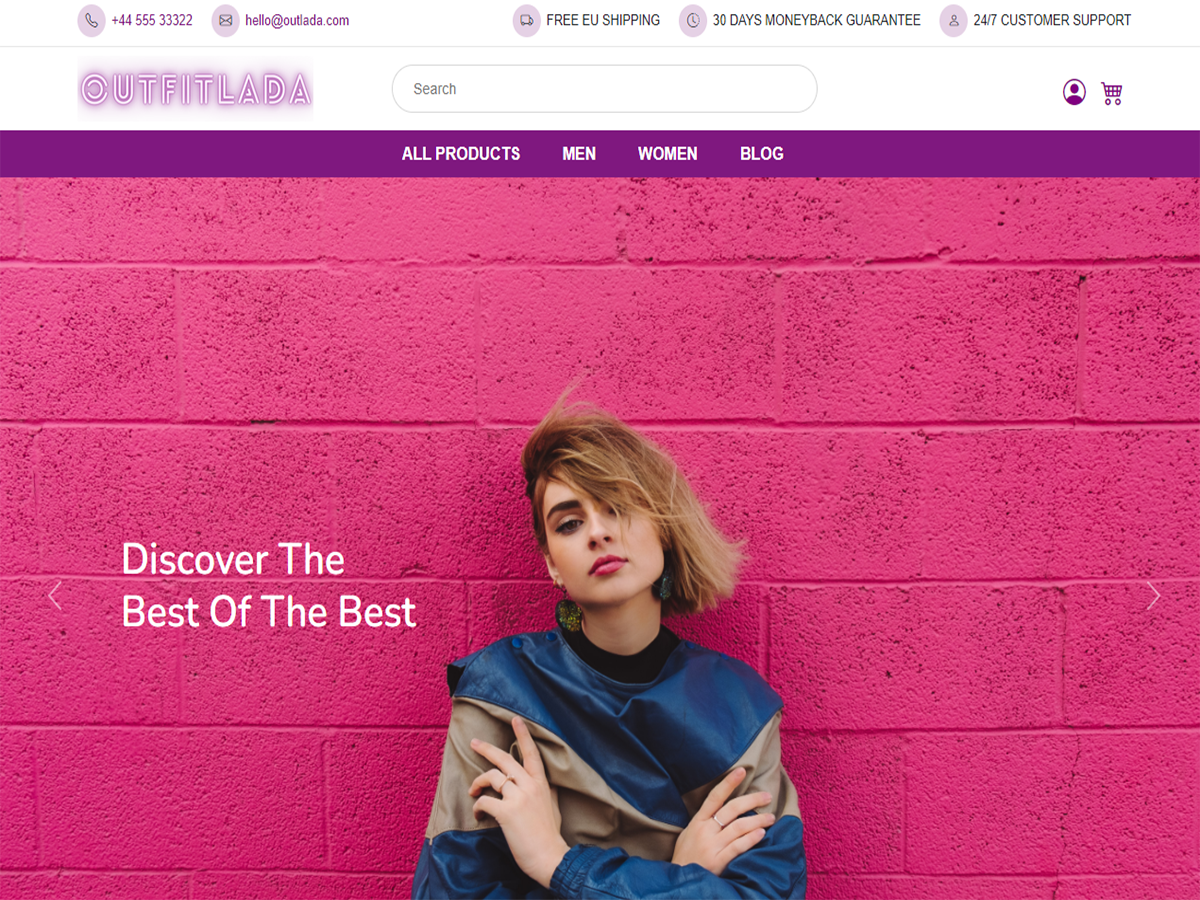 +44 555 33322 hello@outlada.com FREE EU SHIPPING 30 DAYS MONEYBACK GUARANTEE 24/7 CUSTOMER SUPPORT
OUTFITLADA Search
ALL PRODUCTS MEN WOMEN BLOG
Discover The
Best Of The Best